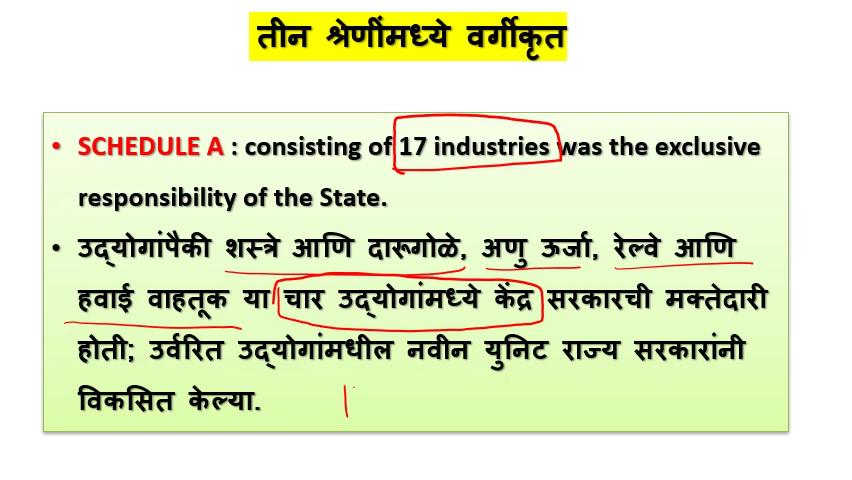 तीन श्रेणींमध्ये वर्गीकृत
• SCHEDULE A : consisting of 17 industries was the exclusive
responsibility of the State.
• उद्योगांपैकी शस्त्रे आणि दारूगोळे, अणु ऊर्जा, रेल्वे आणि
हवाई वाहतूक या चार उद्योगांमध्ये केंद्र सरकारची मक्तेदारी
होती; उर्वरित उद्योगांमधील नवीन युनिट राज्य सरकारांनी
विकसित केल्या.